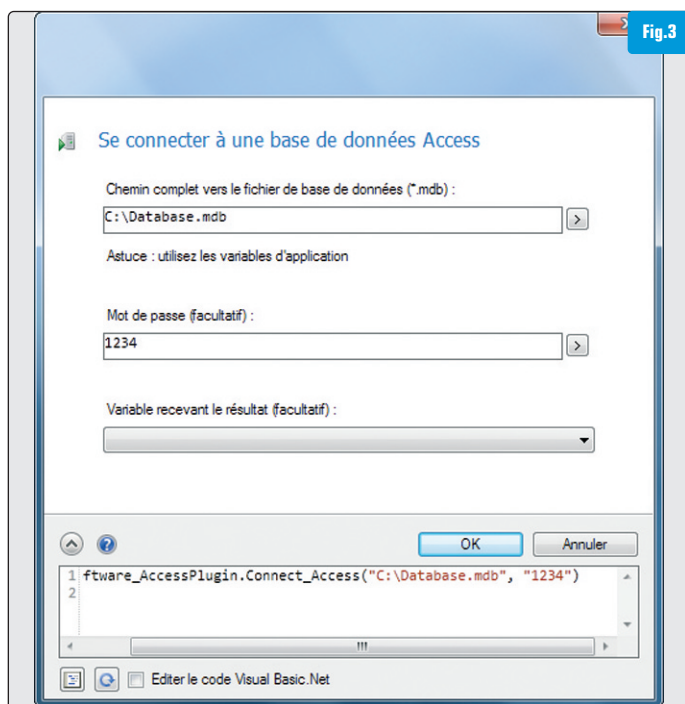 Fig.3
Se connecter à une base de données Access
Chemin complet vers le fichier de base de données (*.mdb) :
C:\Database.mdb
Astuce : utilisez les variables d'application
Mot de passe (facultatif) :
1234
Variable recevant le résultat (facultatif) :
OK
Annuler
1 ftware_AccessPlugin.Connect_Access("C:\Database.mdb", "1234")
2
Editer le code Visual Basic.Net